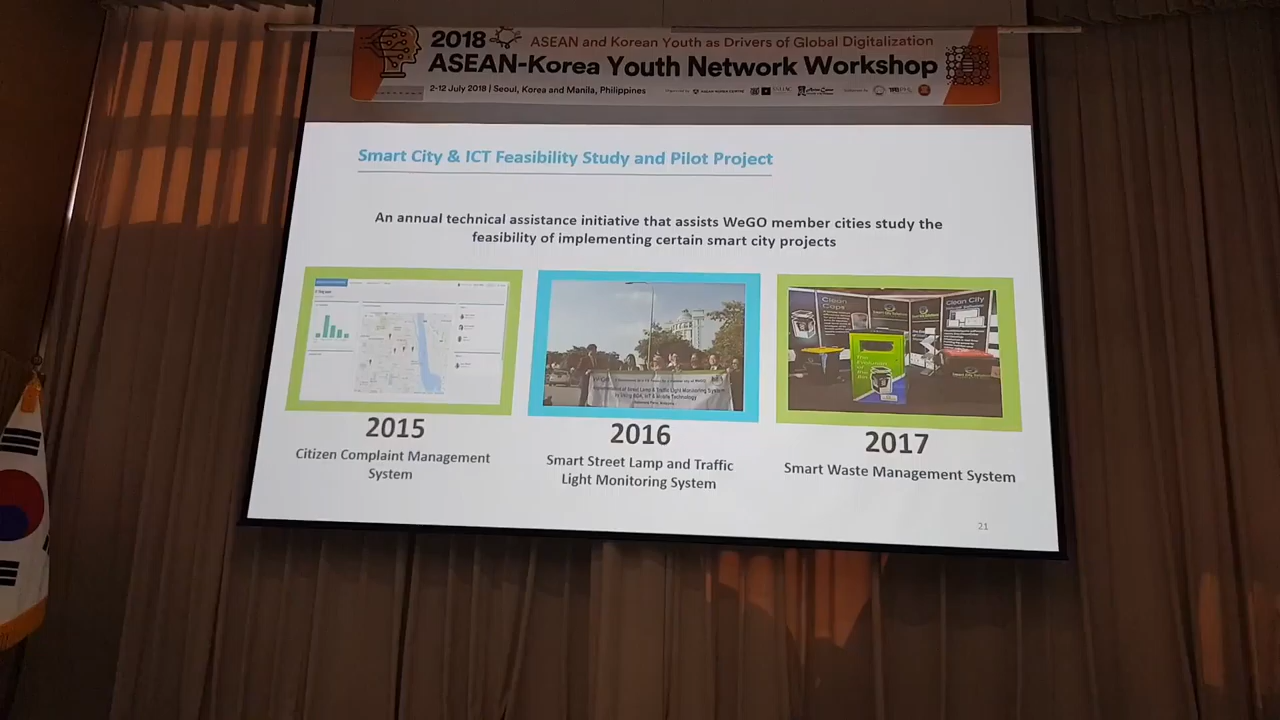 2018 ASEAN and Korean Youth as Drivers of Global Digitalization
ASEAN-Korea Youth Network Workshop
2-12 July 2018 | Seoul, Korea and Manila, Philippines
Smart City & ICT Feasibility Study and Pilot Project
An annual technical assistance initiative that assists WeGO member cities study the
feasibility of implementing certain smart city projects
Clean
Clean City
2015
Citizen Complaint Management
System
2016
Smart Street Lamp and Traffic
Light Monitoring System
2017
Smart Waste Management System
21